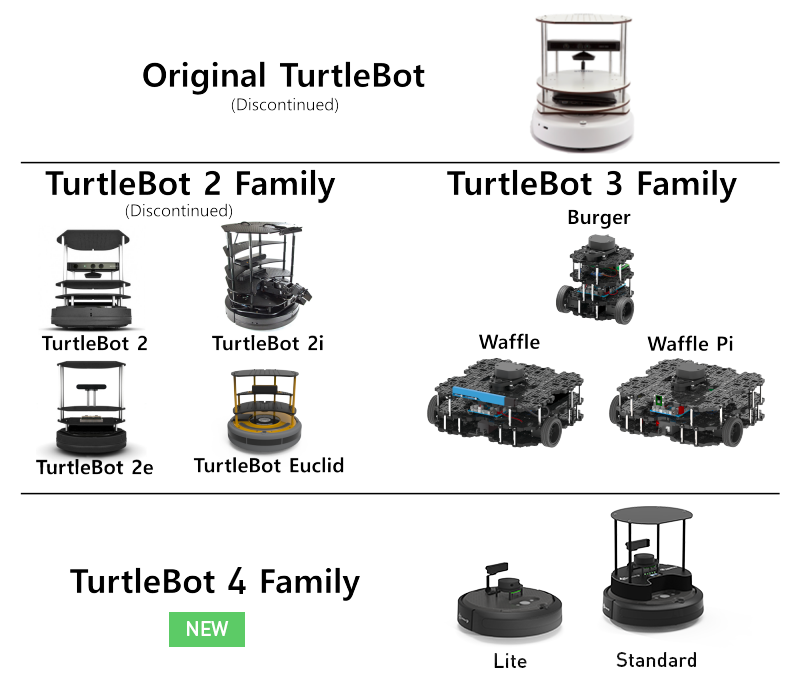 Original TurtleBot
(Discontinued)
TurtleBot 2 Family
(Discontinued)
TurtleBot 2
TurtleBot 2i
TurtleBot 2e
TurtleBot Euclid
TurtleBot 3 Family
Burger
Waffle
Waffle Pi
TurtleBot 4 Family
NEW
Lite
Standard